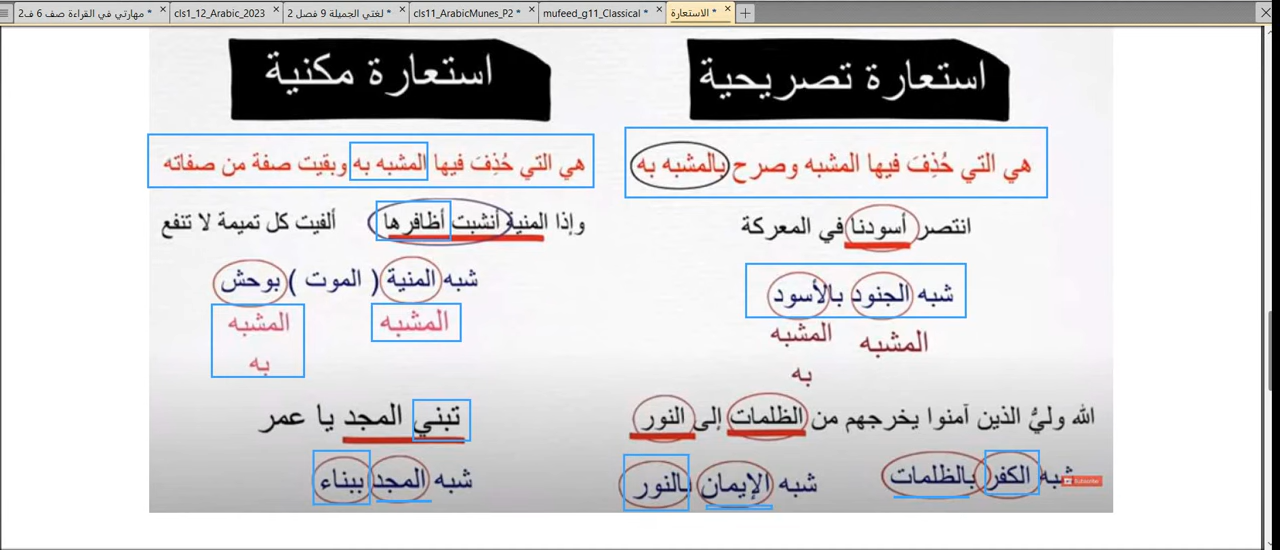 مهارتي في القراءة صف 6 ف2 *
cls1_12_Arabic_2023 *
لغتي الجميلة 9 فصل 2 *
cls11_ArabicMunes_P2 *
mufeed_g11_Classical *
الاستعارة *
استعارة تصريحية
هي التي حُذِفَ فيها المشبه وصرح بالمشبه به
انتصر أسودنا في المعركة
شبه الجنود بالأسود
المشبه المشبه
به
الله وليُّ الذين آمنوا يخرجهم من الظلمات إلى النور
شبه الكفر بالظلمات شبه الإيمان بالنور
Subscribe
استعارة مكنية
هي التي حُذِفَ فيها المشبه به وبقيت صفة من صفاته
وإذا المنية أنشبت أظافرها ألفيت كل تميمة لا تنفع
شبه المنية ( الموت ) بوحش
المشبه المشبه
به
تبني المجد يا عمر
شبه المجد ببناء